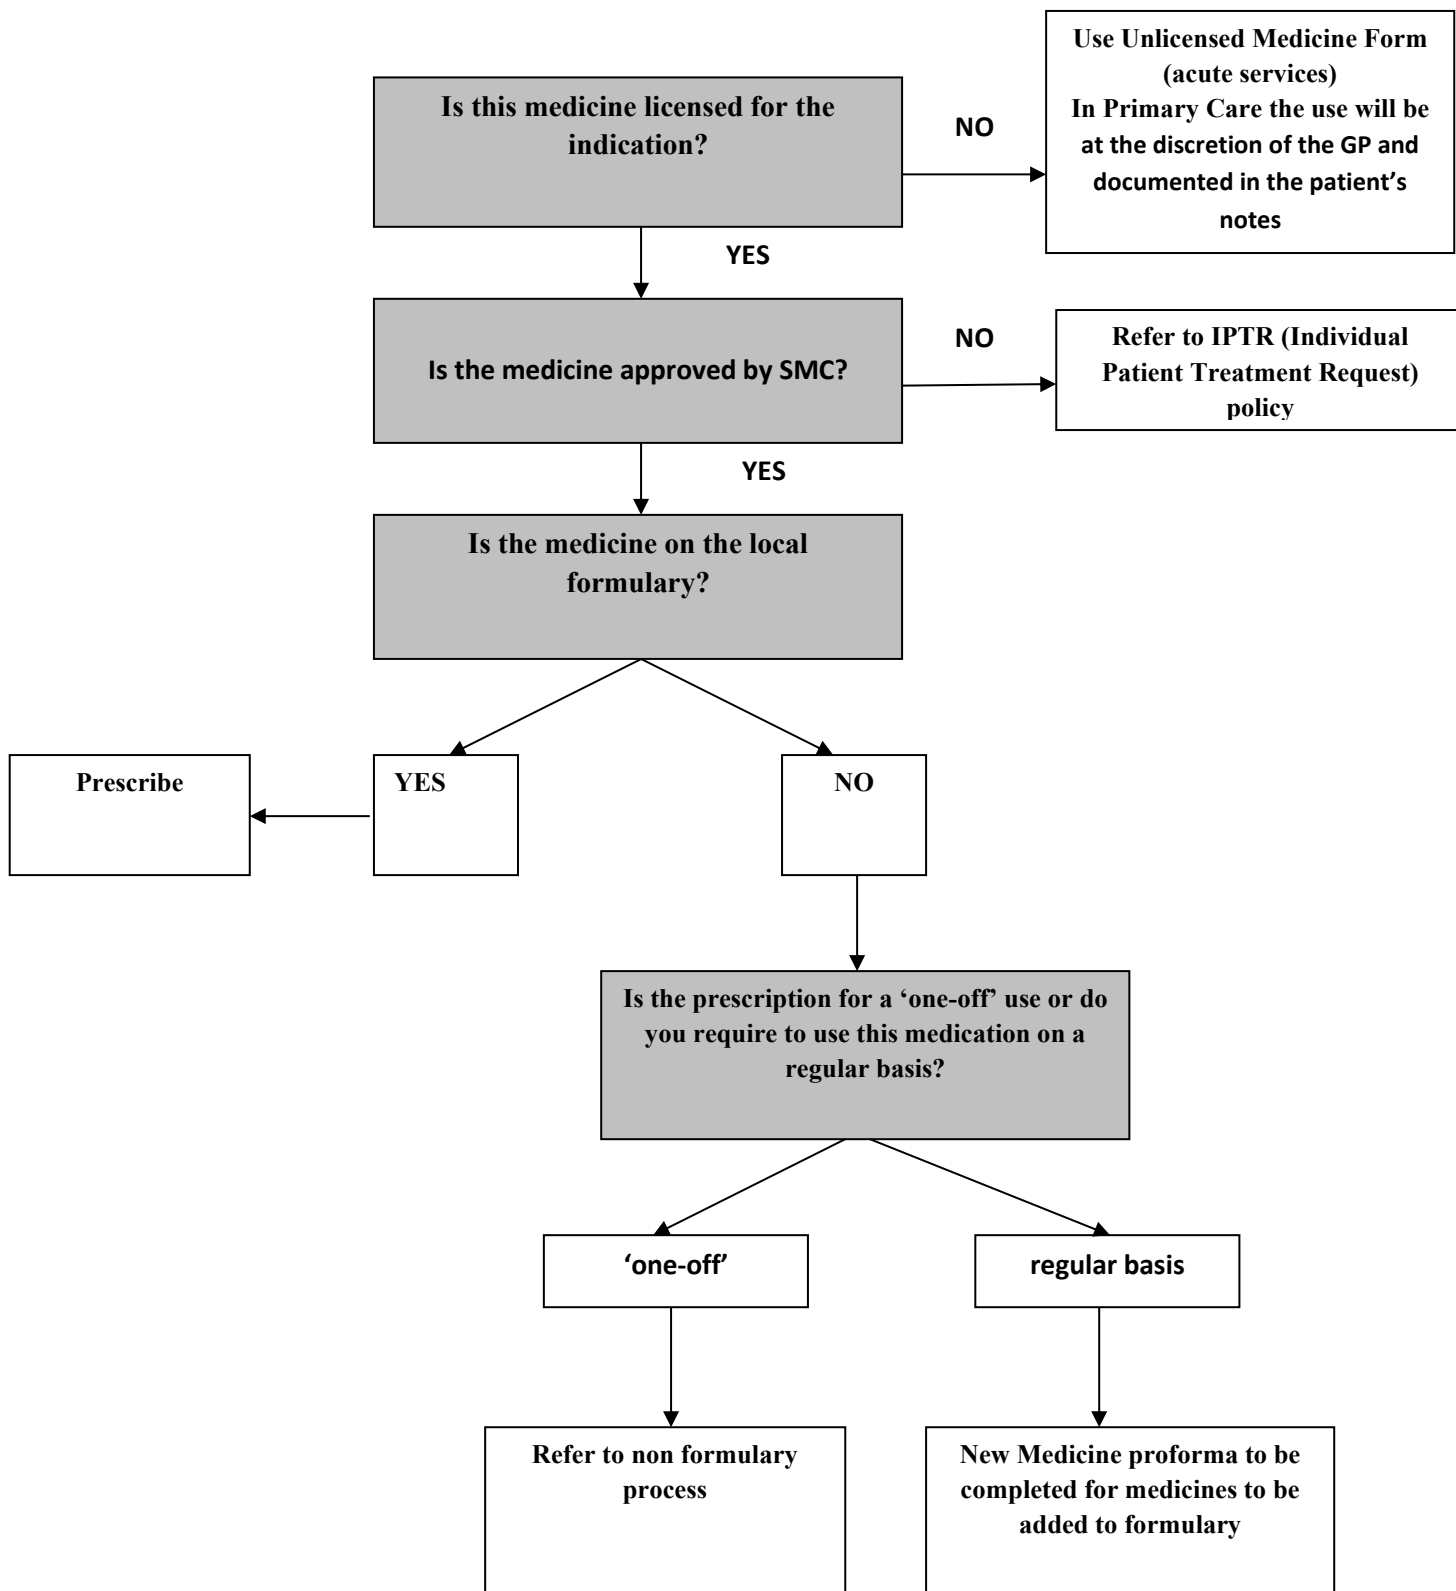 Use Unlicensed Medicine Form
(acute services)
In Primary Care the use will be
at the discretion of the GP and
documented in the patient’s
notes
Is this medicine licensed for the
indication?
NO
YES
Is the medicine approved by SMC?
NO
Refer to IPTR (Individual
Patient Treatment Request)
policy
YES
Is the medicine on the local
formulary?
Prescribe
YES
NO
Is the prescription for a ‘one-off’ use or do
you require to use this medication on a
regular basis?
‘one-off’
regular basis
Refer to non formulary
process
New Medicine proforma to be
completed for medicines to be
added to formulary